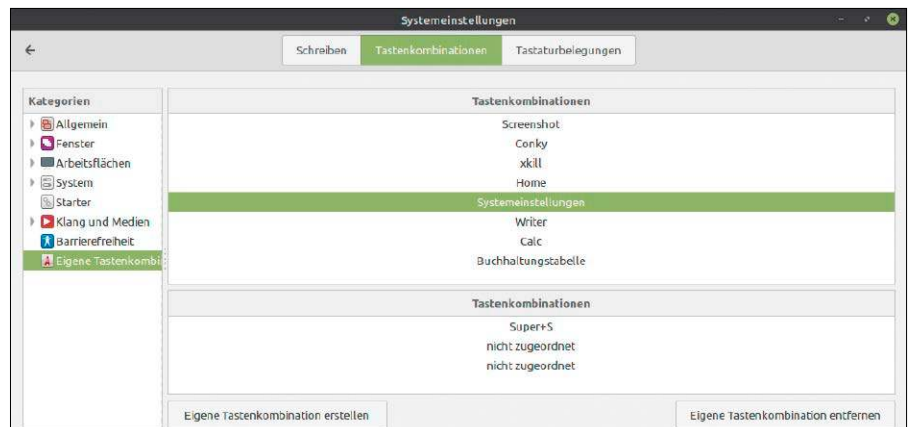 Systemeinstellungen
Schreiben Tastenkombinationen Tastaturbelegungen
Kategorien
Allgemein
Fenster
Arbeitsflächen
System
Starter
Klang und Medien
Barrierefreiheit
Eigene Tastenkombi
Tastenkombinationen
Screenshot
Conky
xkill
Home
Systemeinstellungen
Writer
Calc
Buchhaltungstabelle
Tastenkombinationen
Super+S
nicht zugeordnet
nicht zugeordnet
Eigene Tastenkombination erstellen
Eigene Tastenkombination entfernen